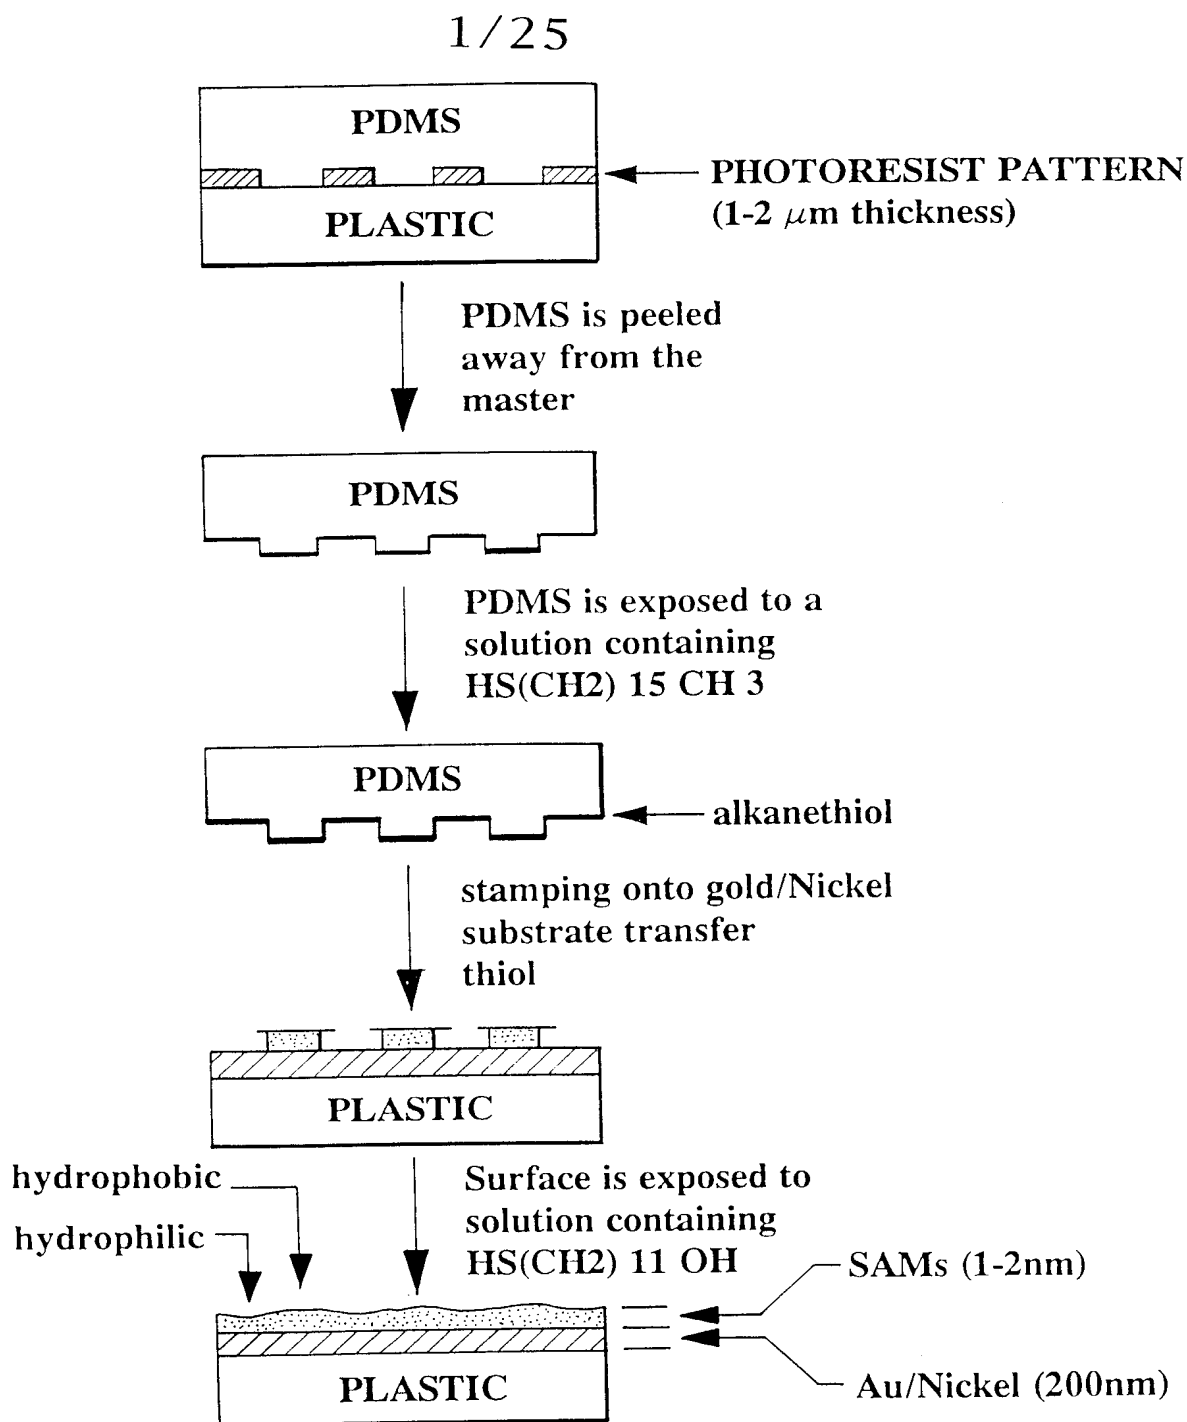 1/25
PDMS
PHOTORESIST PATTERN
(1-2 μm thickness)
PLASTIC
PDMS is peeled
away from the
master
PDMS
PDMS is exposed to a
solution containing
HS(CH2) 15 CH 3
PDMS
alkanethiol
stamping onto gold/Nickel
substrate transfer
thiol
PLASTIC
hydrophobic
hydrophilic
Surface is exposed to
solution containing
HS(CH2) 11 OH
SAMs (1-2nm)
PLASTIC
Au/Nickel (200nm)